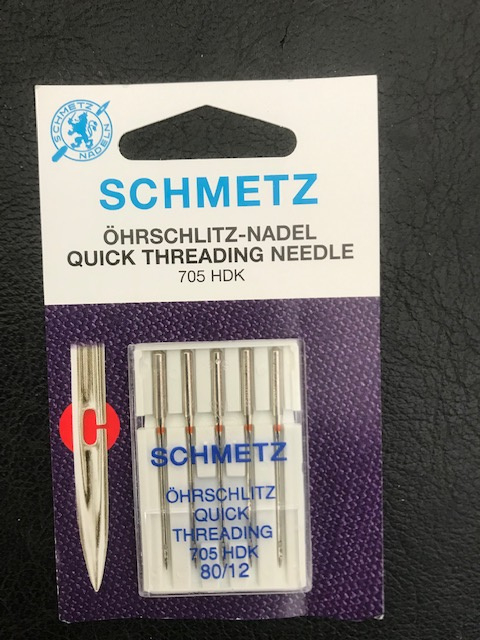 SCHMETZ
NADELN
SCHMETZ
ÖHRSCHLITZ-NADEL
QUICK THREADING NEEDLE
705 HDK
SCHMETZ
ÖHRSCHLITZ
QUICK
THREADING
705 HDK
80/12